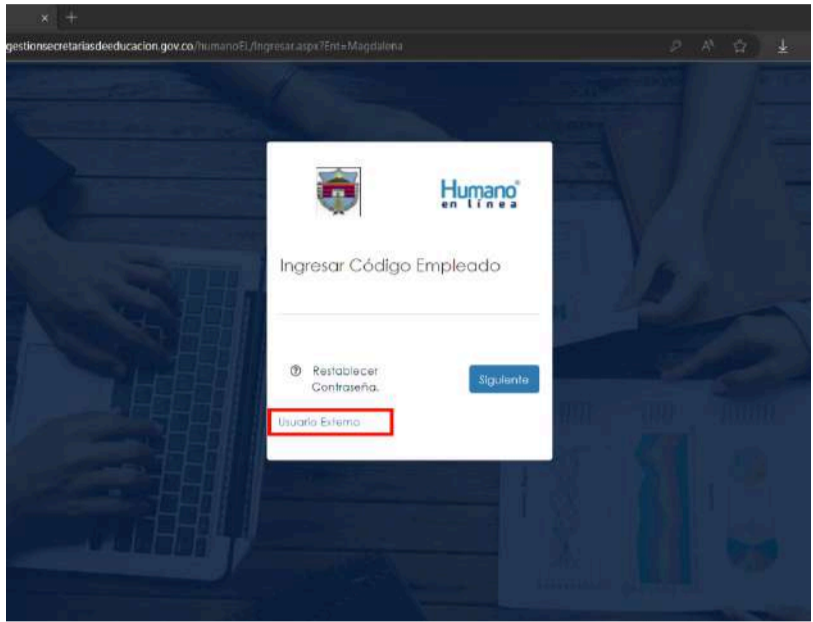 gestionsecretariasdeeducacion.gov.co/humanoEL/Ingresar.aspx?Ent=Magdalena
Humano®
en línea
Ingresar Código Empleado
Restablecer
Contraseña.
Siguiente
Usuario Externo